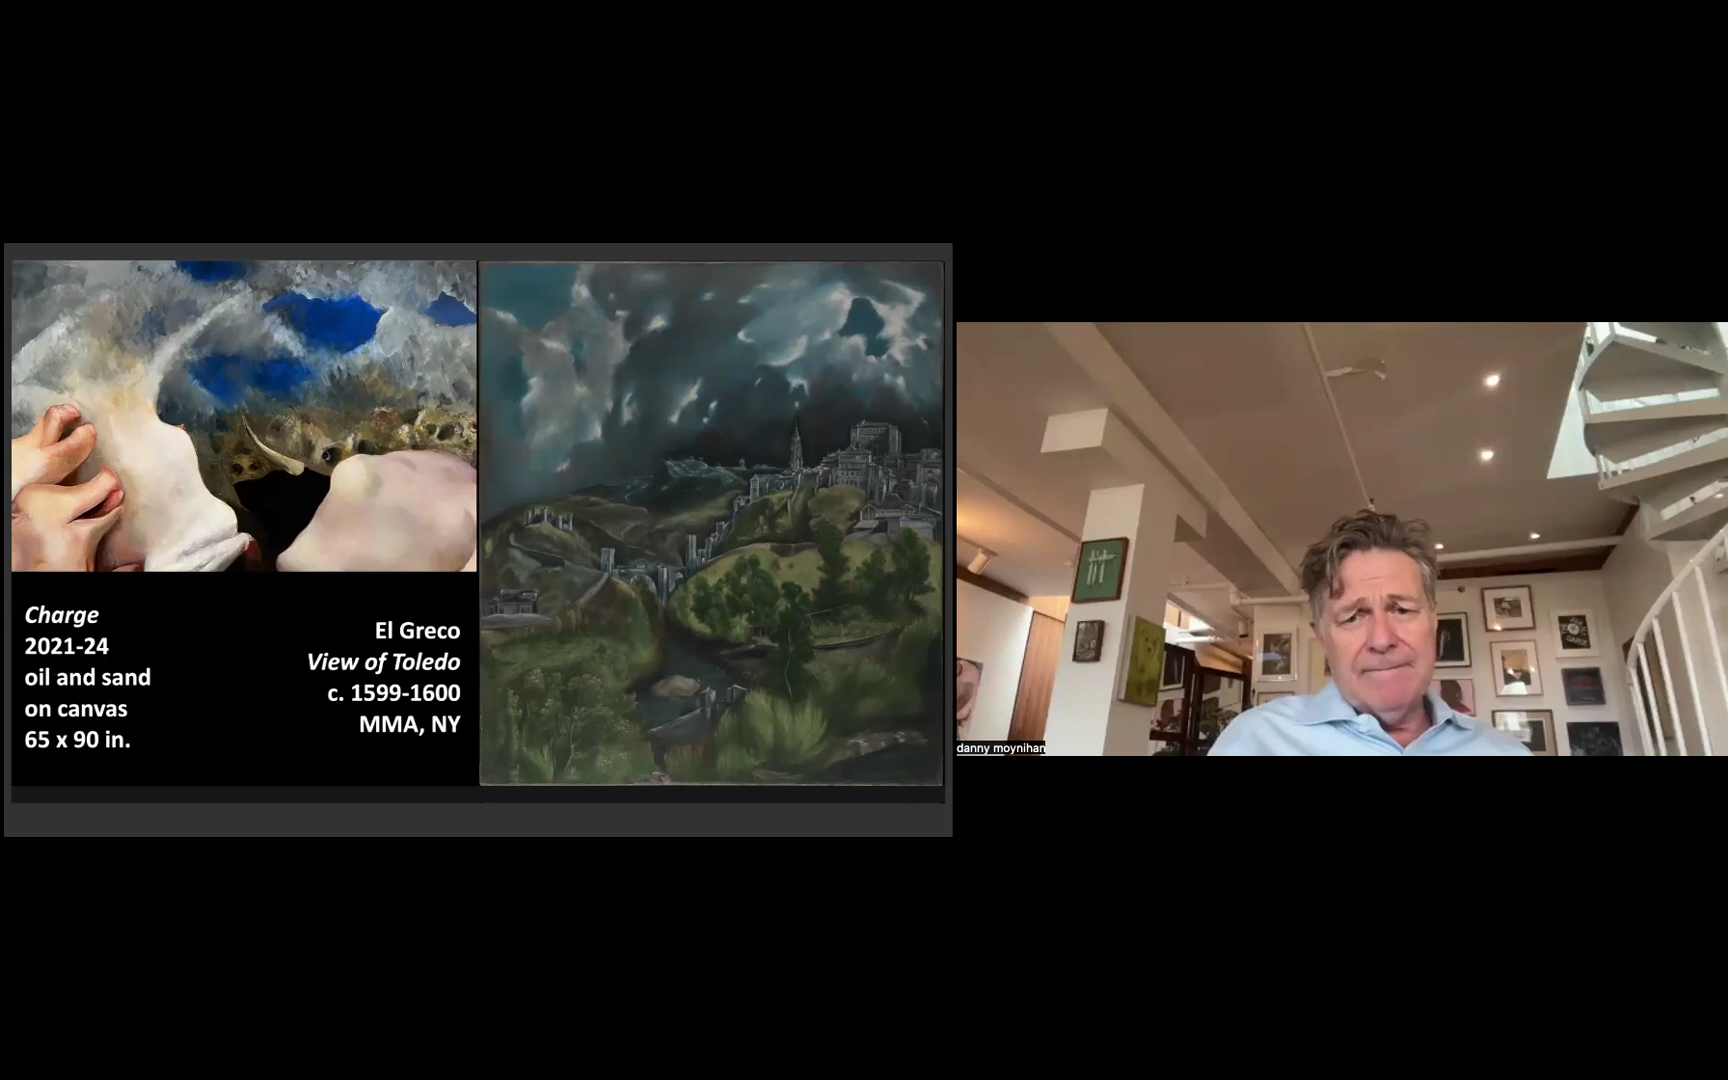 Charge
2021-24
oil and sand
on canvas
65 x 90 in.
El Greco
View of Toledo
c. 1599-1600
MMA, NY
danny moynihan